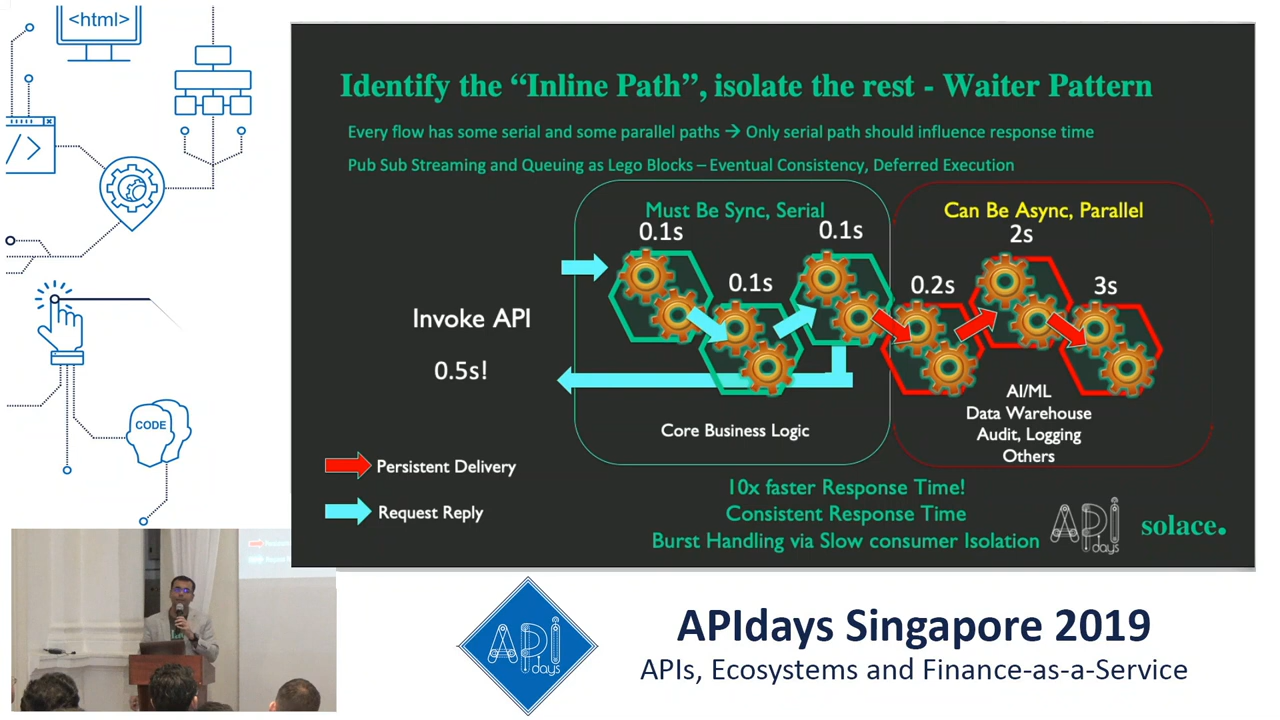 <html>
</>
CODE
Identify the “Inline Path”, isolate the rest - Waiter Pattern
Every flow has some serial and some parallel paths → Only serial path should influence response time
Pub Sub Streaming and Queuing as Lego Blocks – Eventual Consistency, Deferred Execution
Must Be Sync, Serial
Can Be Async, Parallel
0.1s
0.1s
0.1s
0.2s
2s
3s
Invoke API
0.5s!
Core Business Logic
AI/ML
Data Warehouse
Audit, Logging
Others
Persistent Delivery
Request Reply
10x faster Response Time!
Consistent Response Time
Burst Handling via Slow consumer Isolation
API days
solace.
API days
APIdays Singapore 2019
APIs, Ecosystems and Finance-as-a-Service